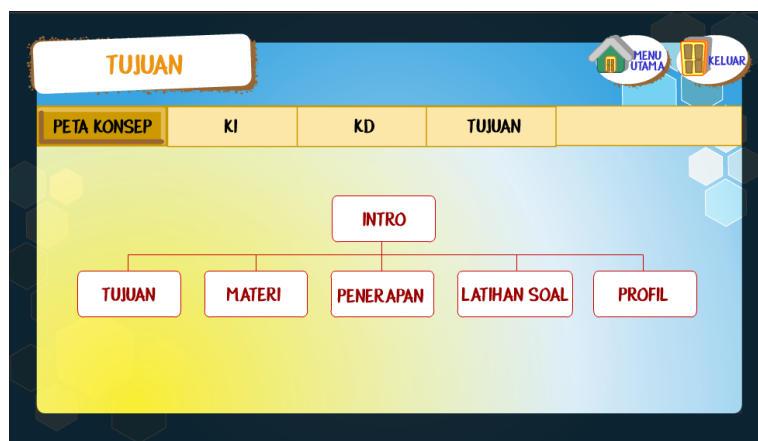 TUJUAN
MENU
UTAMA
KELUAR
PETA KONSEP
KI
KD
TUJUAN
INTRO
TUJUAN
MATERI
PENERAPAN
LATIHAN SOAL
PROFIL